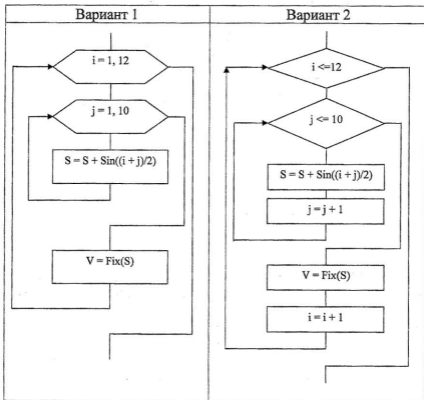 Вариант 1
i = 1, 12
j = 1, 10
S = S + Sin((i + j)/2)
V = Fix(S)
Вариант 2
i <=12
j <= 10
S = S + Sin((i + j)/2)
j = j + 1
V = Fix(S)
i = i + 1